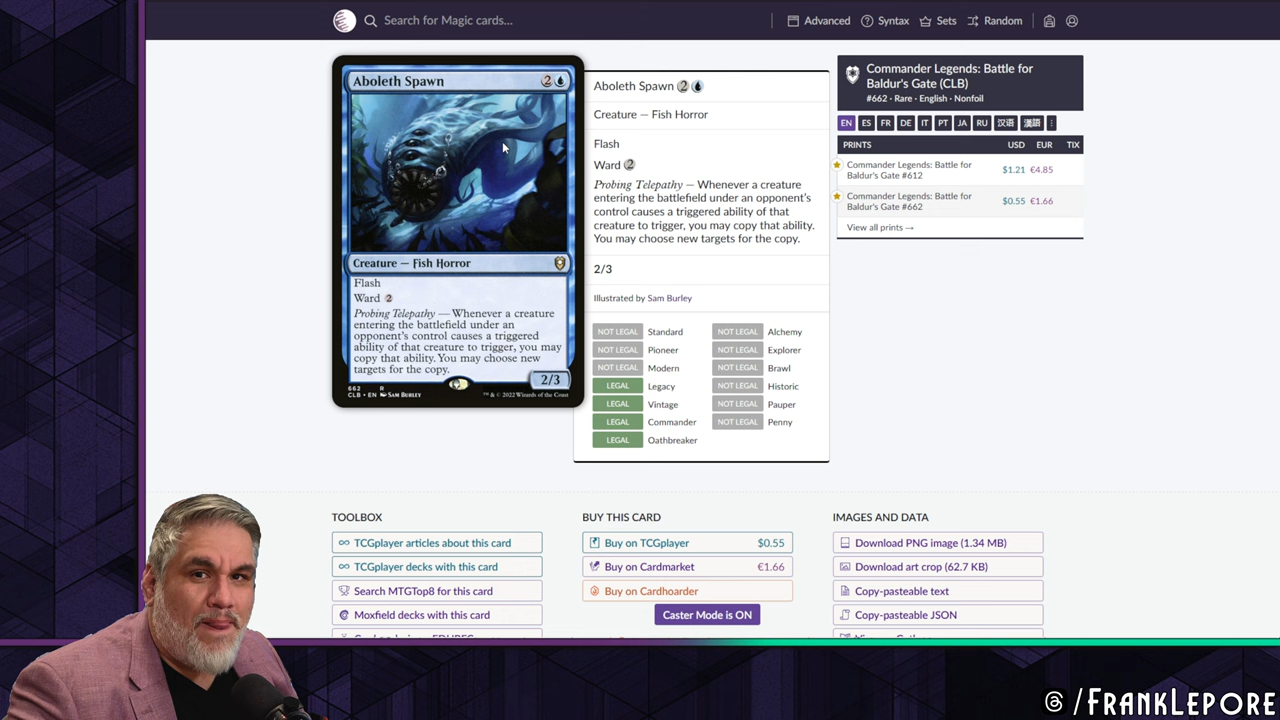 Search for Magic cards...
Advanced
Syntax
Sets
Random
Aboleth Spawn 2
Creature — Fish Horror
Flash
Ward 2
Probing Telepathy — Whenever a creature
entering the battlefield under an
opponent's control causes a triggered
ability of that creature to trigger, you may
copy that ability. You may choose new
targets for the copy.
2/3
662 R
CLB • EN SAM BURLEY
™ & © 2022 Wizards of the Coast
Aboleth Spawn 2
Creature — Fish Horror
Flash
Ward 2
Probing Telepathy — Whenever a creature
entering the battlefield under an opponent's
control causes a triggered ability of that
creature to trigger, you may copy that ability.
You may choose new targets for the copy.
2/3
Illustrated by Sam Burley
NOT LEGAL Standard NOT LEGAL Alchemy
NOT LEGAL Pioneer NOT LEGAL Explorer
NOT LEGAL Modern NOT LEGAL Brawl
LEGAL Legacy NOT LEGAL Historic
LEGAL Vintage NOT LEGAL Pauper
LEGAL Commander NOT LEGAL Penny
LEGAL Oathbreaker
Commander Legends: Battle for
Baldur's Gate (CLB)
#662 • Rare • English • Nonfoil
EN ES FR DE IT PT JA RU 汉语 漢語
PRINTS USD EUR TIX
Commander Legends: Battle for
Baldur's Gate #612 $1.21 €4.85
Commander Legends: Battle for
Baldur's Gate #662 $0.55 €1.66
View all prints →
TOOLBOX
TCGplayer articles about this card
TCGplayer decks with this card
Search MTGTop8 for this card
Moxfield decks with this card
BUY THIS CARD
Buy on TCGplayer $0.55
Buy on Cardmarket €1.66
Buy on Cardhoarder
Caster Mode is ON
IMAGES AND DATA
Download PNG image (1.34 MB)
Download art crop (62.7 KB)
Copy-pasteable text
Copy-pasteable JSON
/FRANKLEPORE